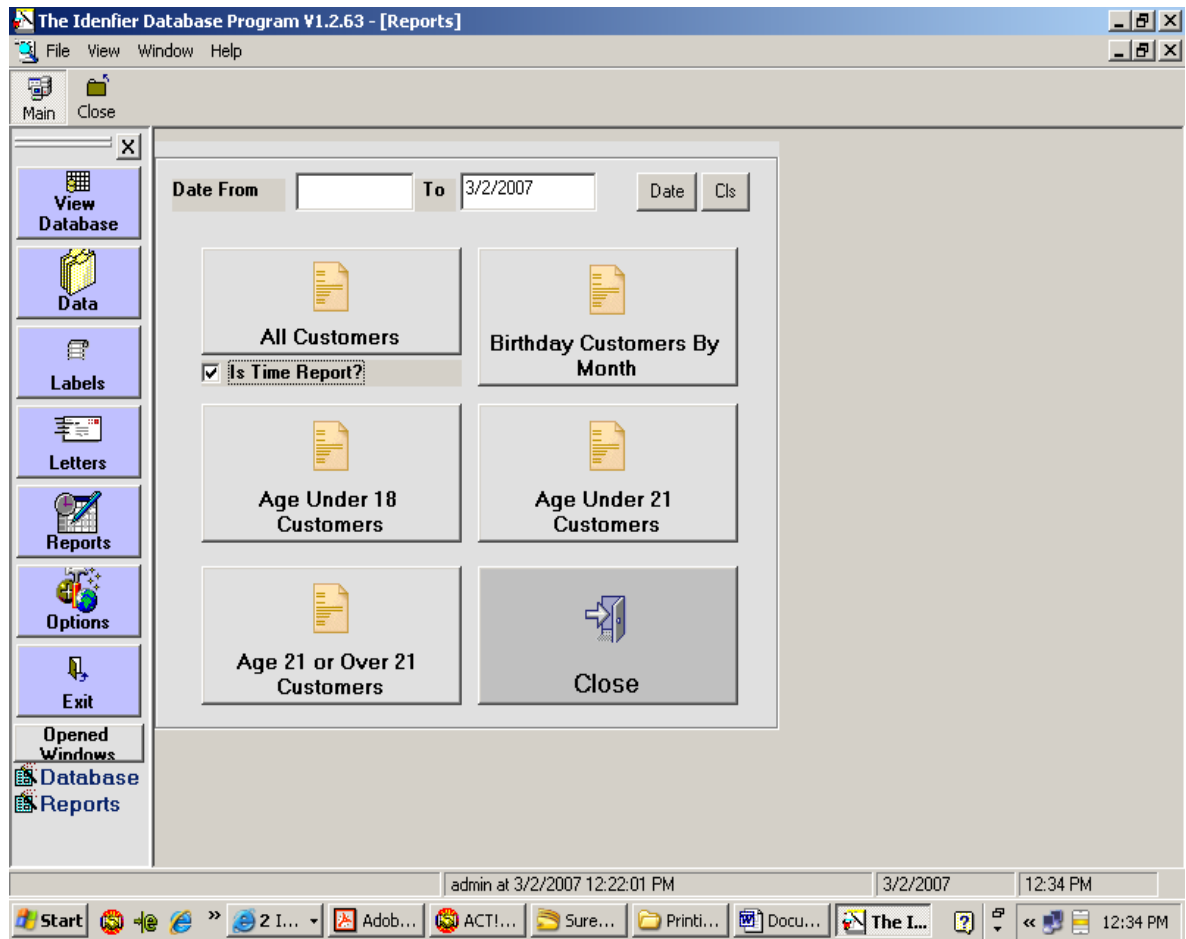 The Idenfier Database Program V1.2.63 - [Reports]
File View Window Help
Main Close
X
View
Database
Data
Labels
Letters
Reports
Options
Exit
Opened
Windows
Database
Reports
Date From To 3/2/2007 Date Cls
All Customers
Is Time Report?
Birthday Customers By
Month
Age Under 18
Customers
Age Under 21
Customers
Age 21 or Over 21
Customers
Close
admin at 3/2/2007 12:22:01 PM 3/2/2007 12:34 PM
Start » 2 I... Adob... ACT!... Sure... Printi... Docu... The I... « 12:34 PM